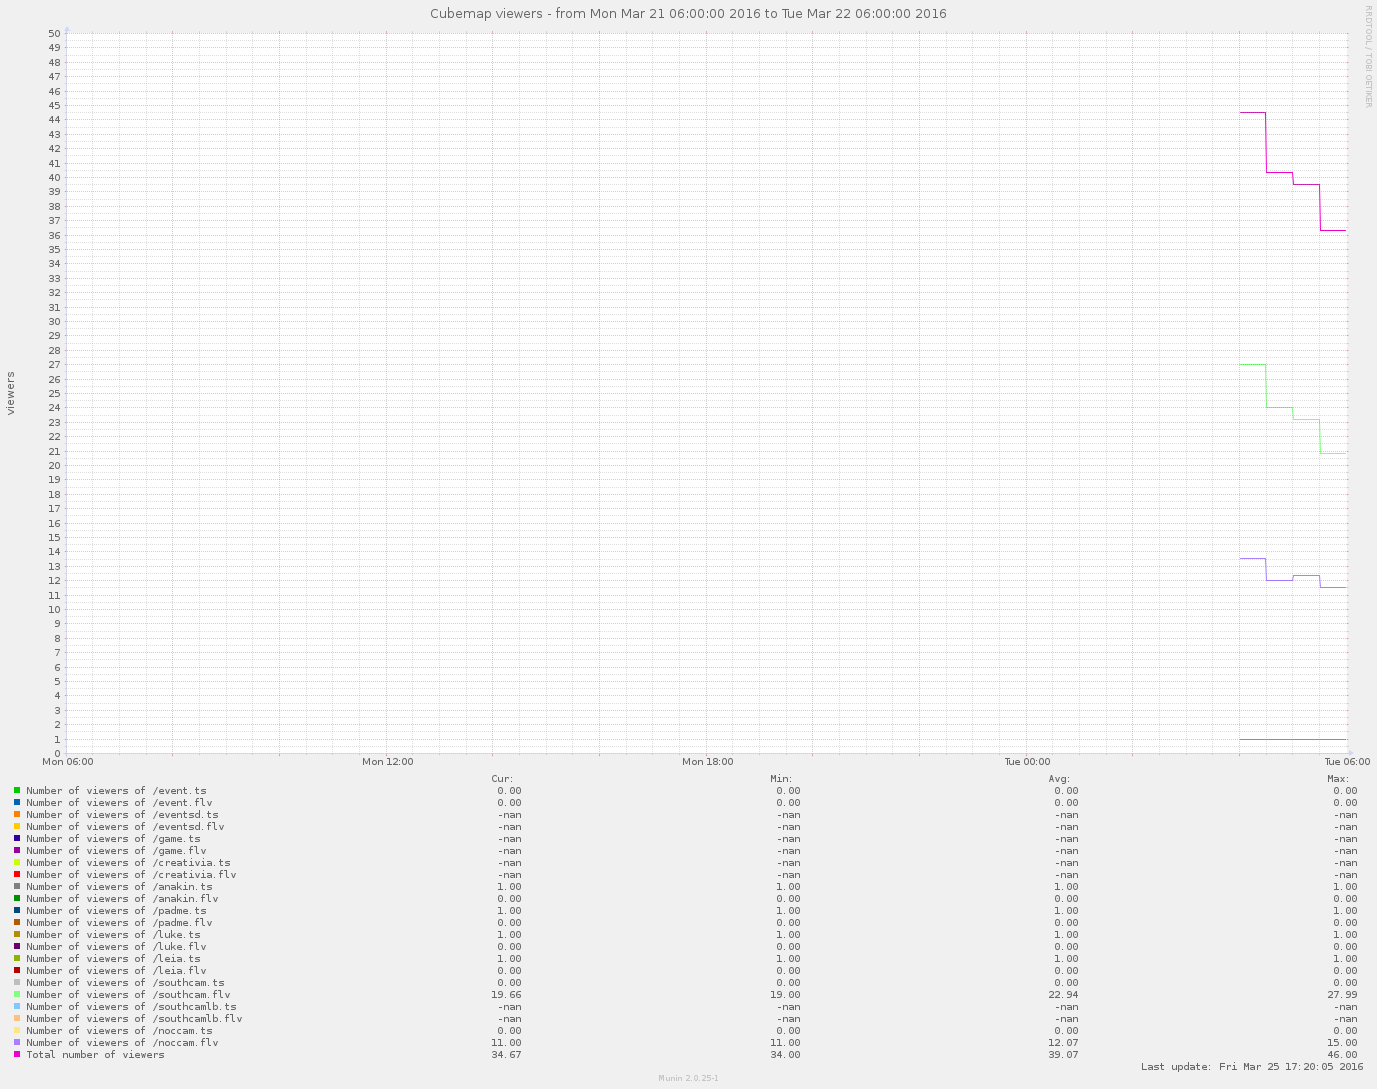 Cubemap viewers - from Mon Mar 21 06:00:00 2016 to Tue Mar 22 06:00:00 2016
RRDTOOL / TOBI OETIKER
viewers
50
49
48
47
46
45
44
43
42
41
40
39
38
37
36
35
34
33
32
31
30
29
28
27
26
25
24
23
22
21
20
19
18
17
16
15
14
13
12
11
10
9
8
7
6
5
4
3
2
1
0
Mon 06:00 Mon 12:00 Mon 18:00 Tue 00:00 Tue 06:00
Cur: Min: Avg: Max:
Number of viewers of /event.ts 0.00 0.00 0.00 0.00
Number of viewers of /event.flv 0.00 0.00 0.00 0.00
Number of viewers of /eventsd.ts -nan -nan -nan -nan
Number of viewers of /eventsd.flv -nan -nan -nan -nan
Number of viewers of /game.ts -nan -nan -nan -nan
Number of viewers of /game.flv -nan -nan -nan -nan
Number of viewers of /creativia.ts -nan -nan -nan -nan
Number of viewers of /creativia.flv -nan -nan -nan -nan
Number of viewers of /anakin.ts 1.00 1.00 1.00 1.00
Number of viewers of /anakin.flv 0.00 0.00 0.00 0.00
Number of viewers of /padme.ts 1.00 1.00 1.00 1.00
Number of viewers of /padme.flv 0.00 0.00 0.00 0.00
Number of viewers of /luke.ts 1.00 1.00 1.00 1.00
Number of viewers of /luke.flv 0.00 0.00 0.00 0.00
Number of viewers of /leia.ts 1.00 1.00 1.00 1.00
Number of viewers of /leia.flv 0.00 0.00 0.00 0.00
Number of viewers of /southcam.ts 0.00 0.00 0.00 0.00
Number of viewers of /southcam.flv 19.66 19.00 22.94 27.99
Number of viewers of /southcamlb.ts -nan -nan -nan -nan
Number of viewers of /southcamlb.flv -nan -nan -nan -nan
Number of viewers of /noccam.ts 0.00 0.00 0.00 0.00
Number of viewers of /noccam.flv 11.00 11.00 12.07 15.00
Total number of viewers 34.67 34.00 39.07 46.00
Last update: Fri Mar 25 17:20:05 2016
Munin 2.0.25-1